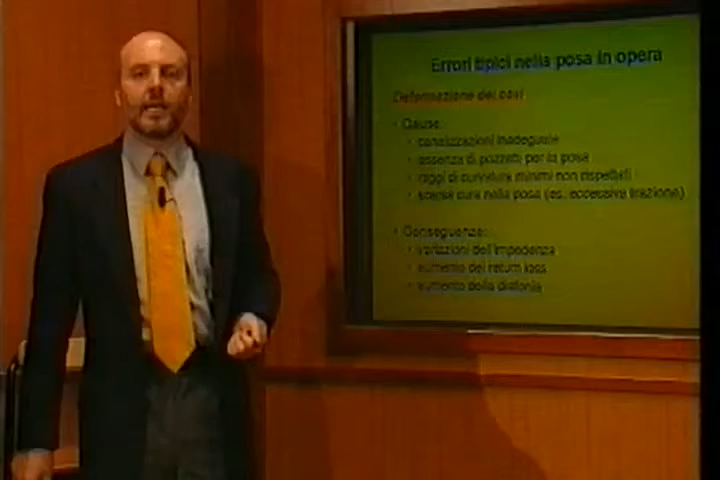 Errori tipici nella posa in opera
Deformazione dei cavi
• Cause:
• canalizzazioni inadeguate
• assenza di pozzetti per la posa
• raggi di curvatura minimi non rispettati
• scarsa cura nella posa (es. eccessiva trazione)
• Conseguenze:
• variazioni dell'impedenza
• aumento del return loss
• aumento della diafonia